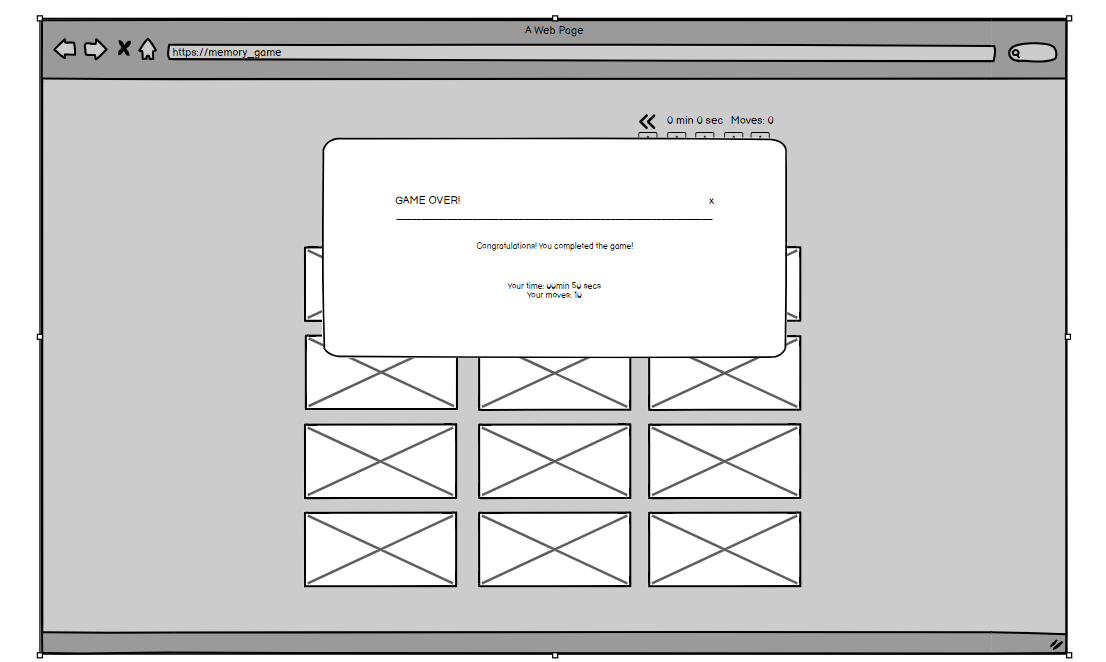 A Web Page
https://memory_game
0 min 0 sec Moves: 0
GAME OVER! x
Congratulations! You completed the game!
Your time: 00min 50 secs
Your moves: 10